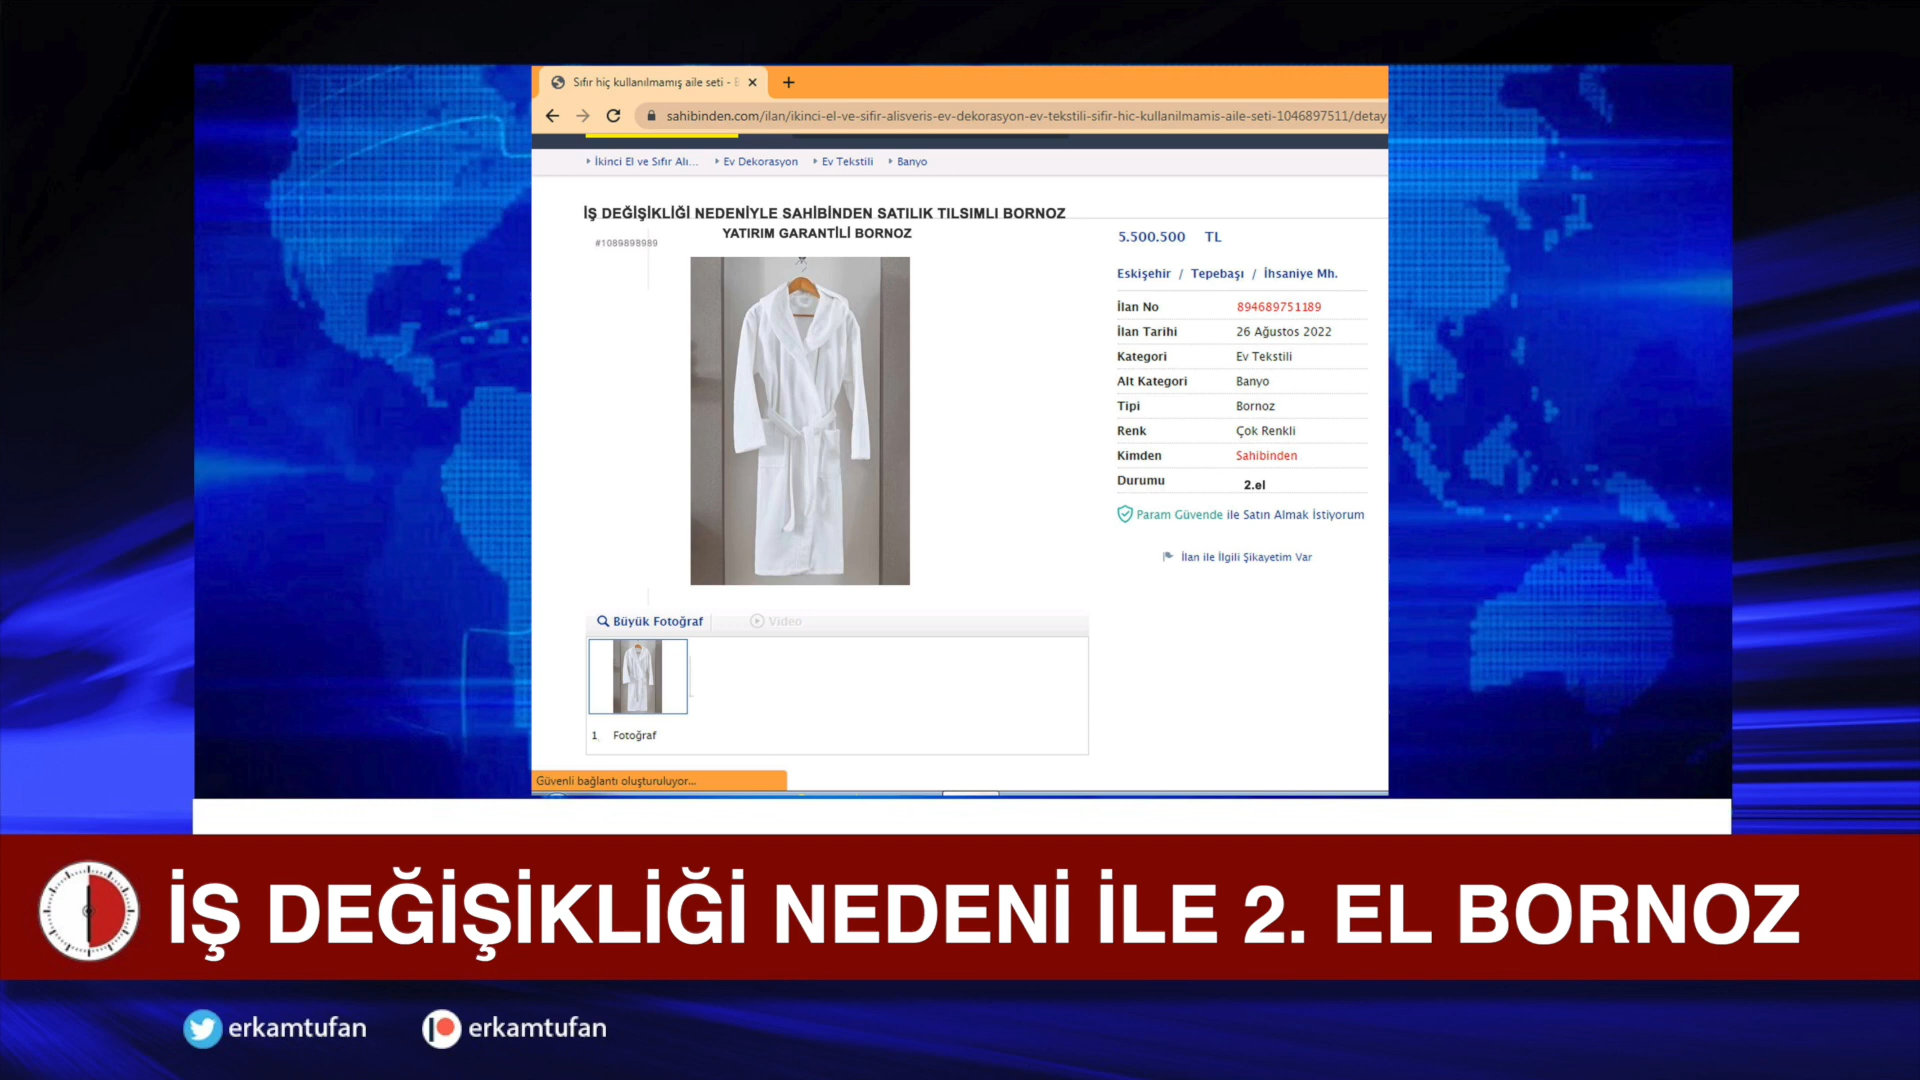 Sıfır hiç kullanılmamış aile seti -
sahibinden.com/ilan/ikinci-el-ve-sifir-alisveris-ev-dekorasyon-ev-tekstili-sifir-hic-kullanilmamis-aile-seti-1046897511/detay
İkinci El ve Sıfır Alı... Ev Dekorasyon Ev Tekstili Banyo
İŞ DEĞİŞİKLİĞİ NEDENİYLE SAHİBİNDEN SATILIK TILSIMLI BORNOZ
YATIRIM GARANTİLİ BORNOZ
#1089898989
5.500.500 TL
Eskişehir / Tepebaşı / İhsaniye Mh.
İlan No 894689751189
İlan Tarihi 26 Ağustos 2022
Kategori Ev Tekstili
Alt Kategori Banyo
Tipi Bornoz
Renk Çok Renkli
Kimden Sahibinden
Durumu 2.el
Param Güvende ile Satın Almak İstiyorum
İlan ile İlgili Şikayetim Var
Büyük Fotoğraf Video
1 Fotoğraf
Güvenli bağlantı oluşturuluyor...
İŞ DEĞİŞİKLİĞİ NEDENİ İLE 2. EL BORNOZ
erkamtufan erkamtufan